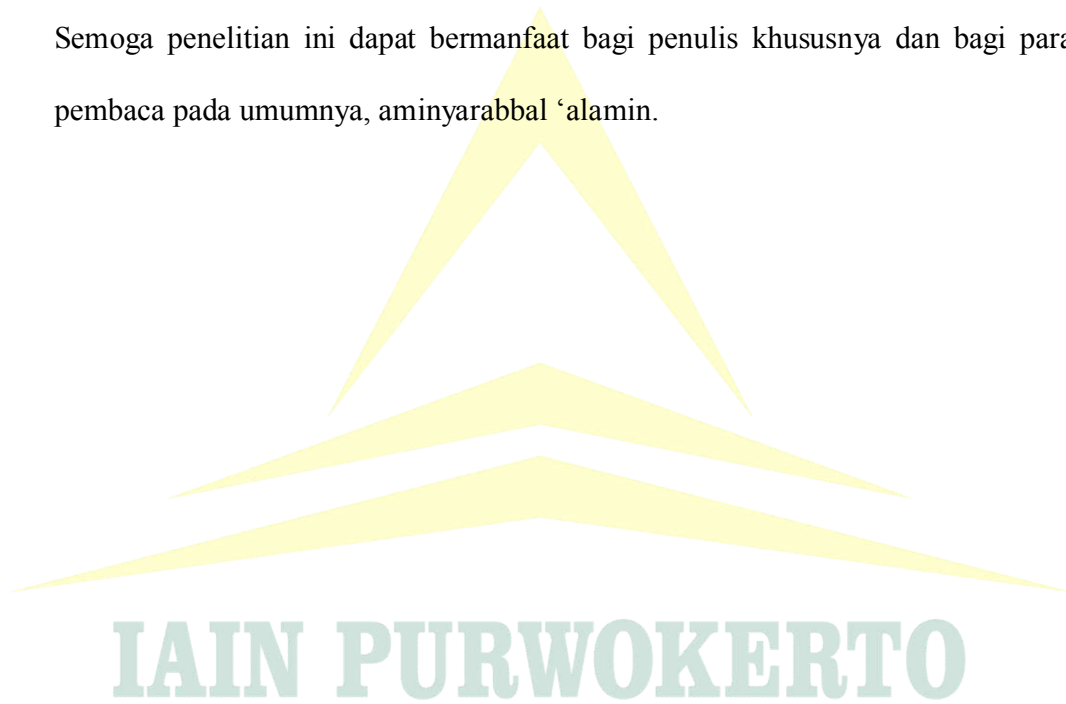 Semoga penelitian ini dapat bermanfaat bagi penulis khususnya dan bagi para
pembaca pada umumnya, aminyarabbal ‘alamin.
IAIN PURWOKERTO